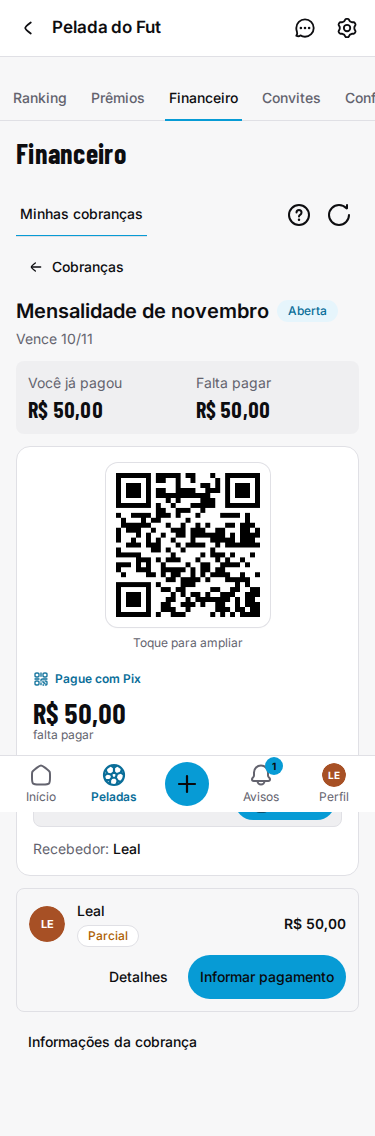 Pelada do Fut
Ranking Prêmios Financeiro Convites Conf
Financeiro
Minhas cobranças
Cobranças
Mensalidade de novembro Aberta
Vence 10/11
Você já pagou Falta pagar
R$ 50,00 R$ 50,00
Toque para ampliar
Pague com Pix
R$ 50,00
falta pagar
1
LE
Início Peladas Avisos Perfil
Recebedor: Leal
Leal
LE R$ 50,00
Parcial
Detalhes Informar pagamento
Informações da cobrança